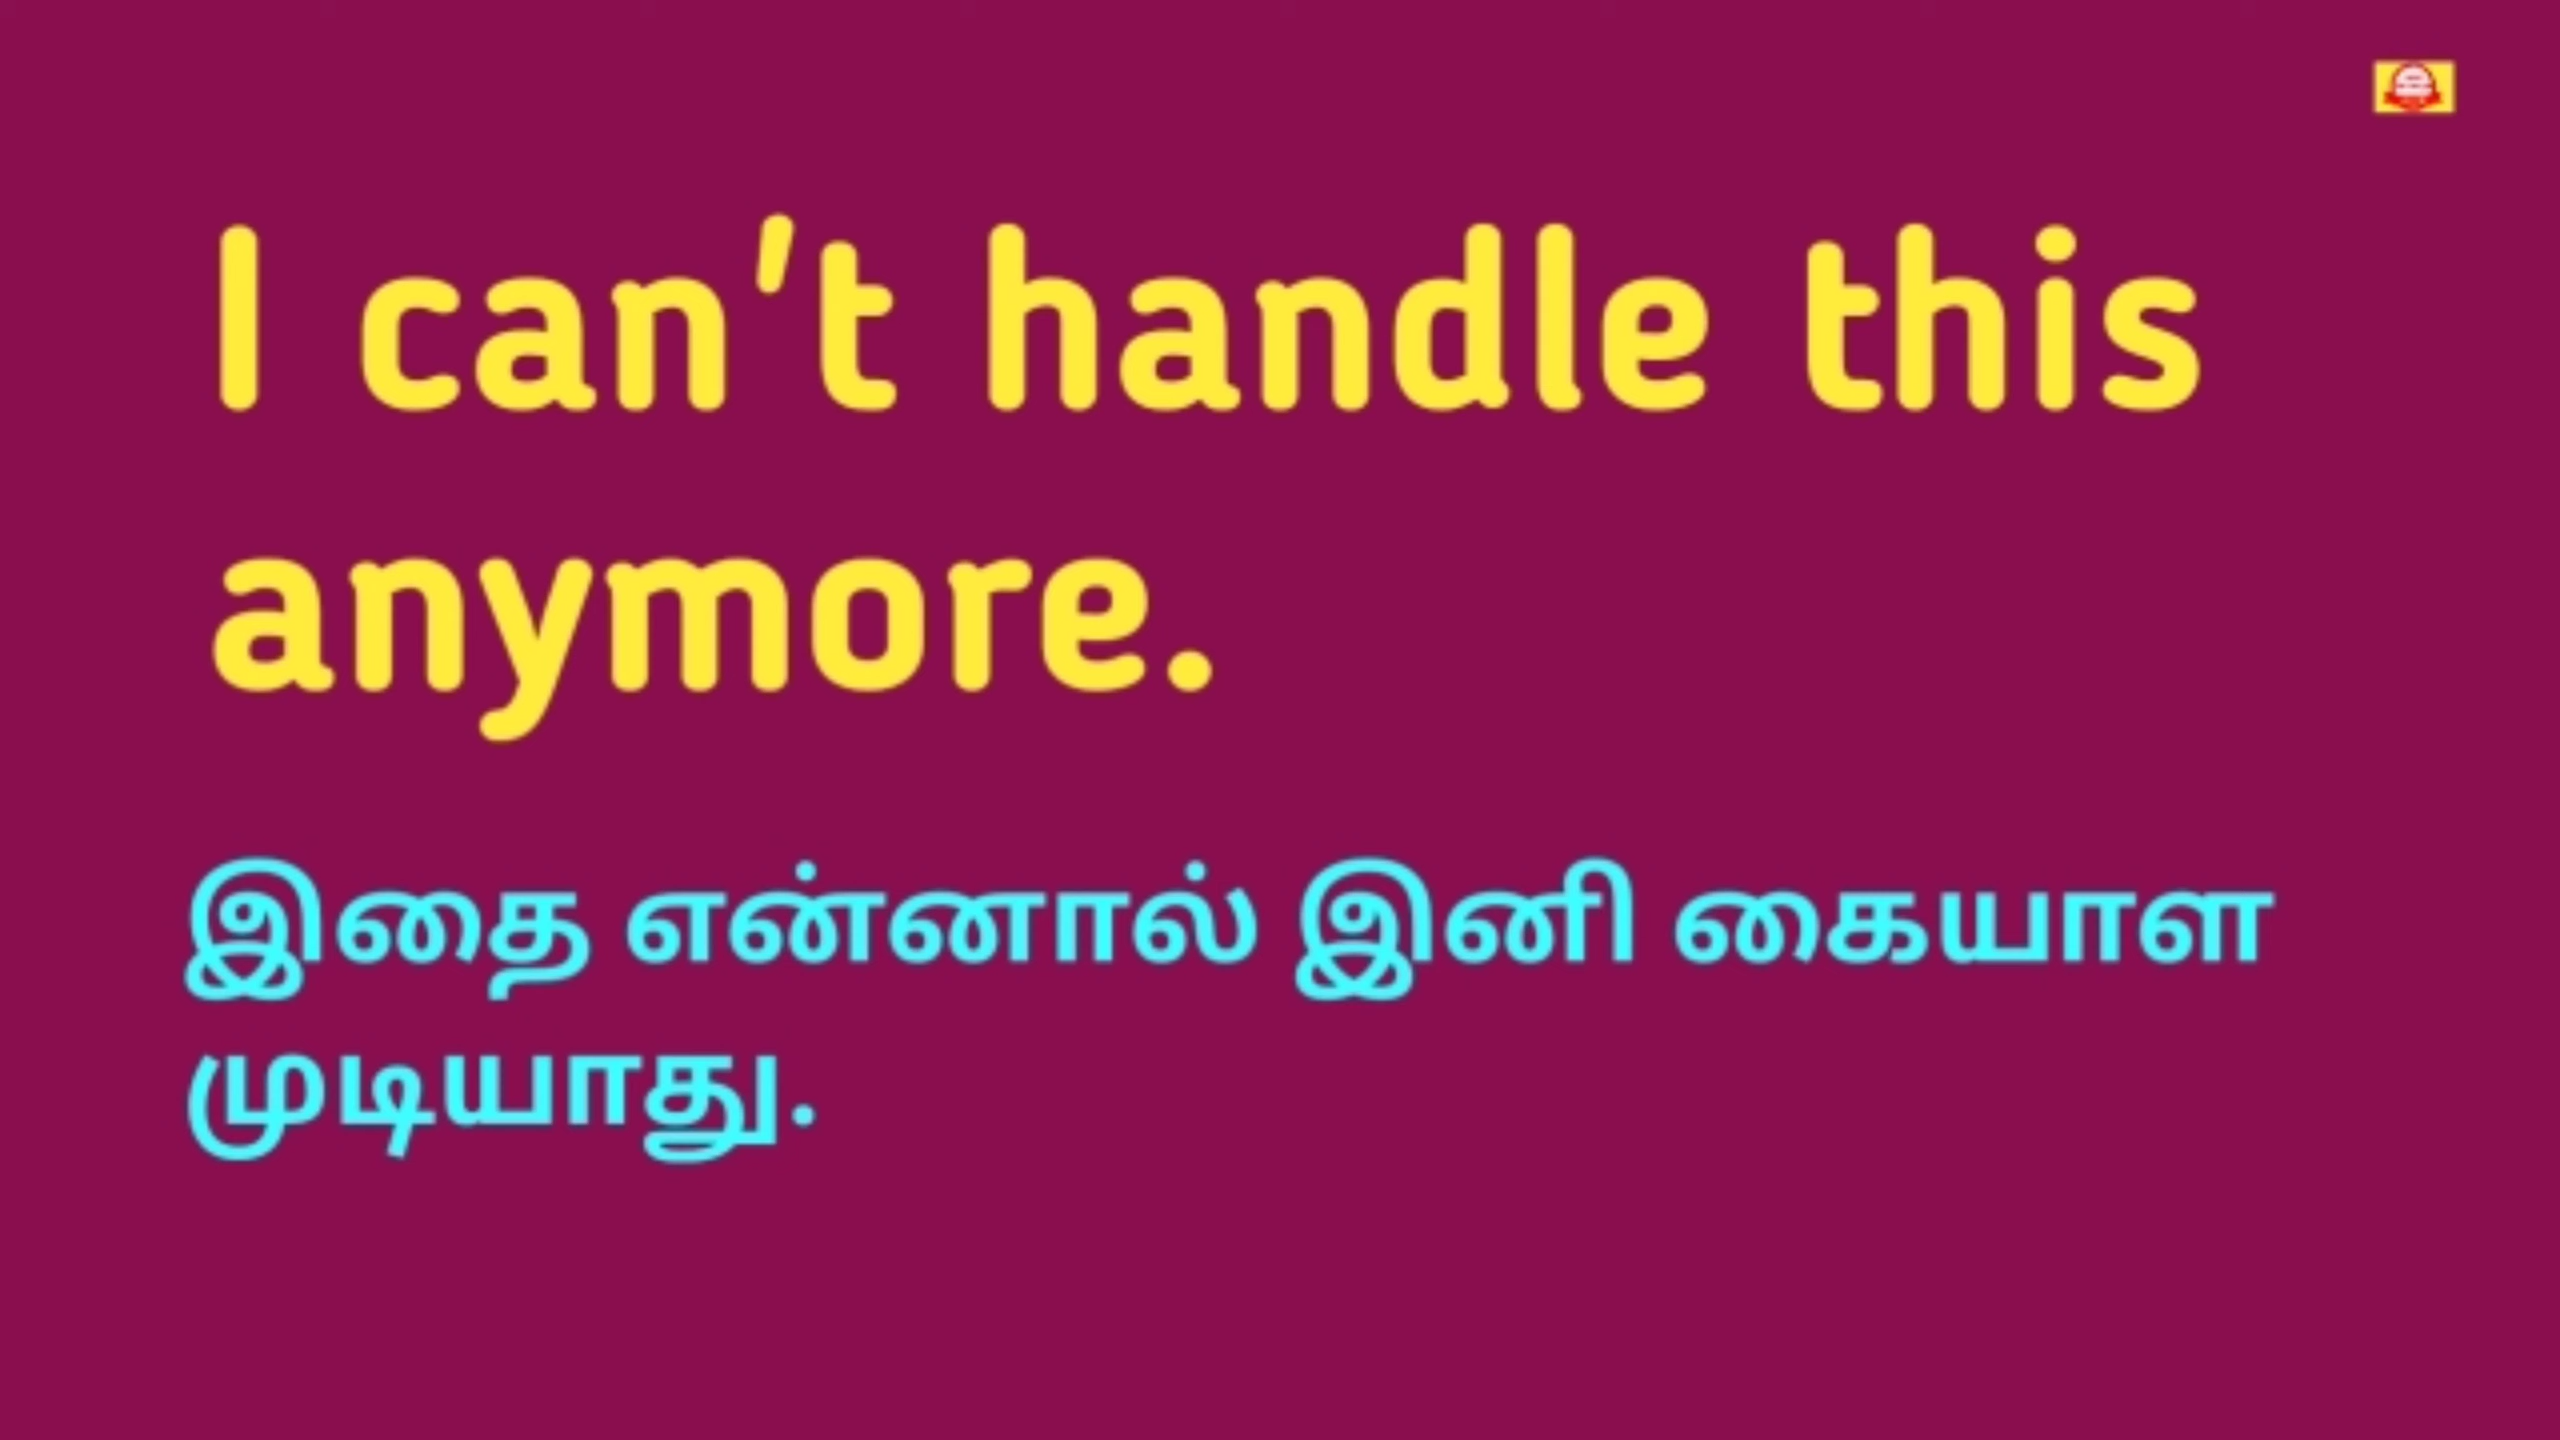 I can't handle this
anymore.
இதை என்னால் இனி கையாள
முடியாது.